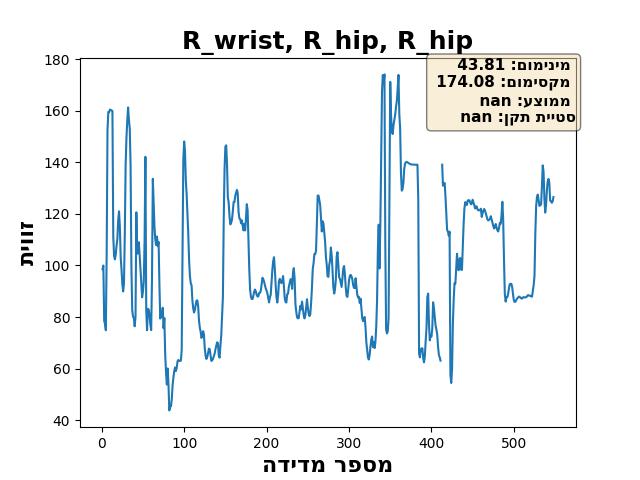 R_wrist, R_hip, R_hip
מינימום: 43.81
מקסימום: 174.08
ממוצע: nan
סטיית תקן: nan
180
160
140
120
100
80
60
40
זווית
0 100 200 300 400 500
מספר מדידה